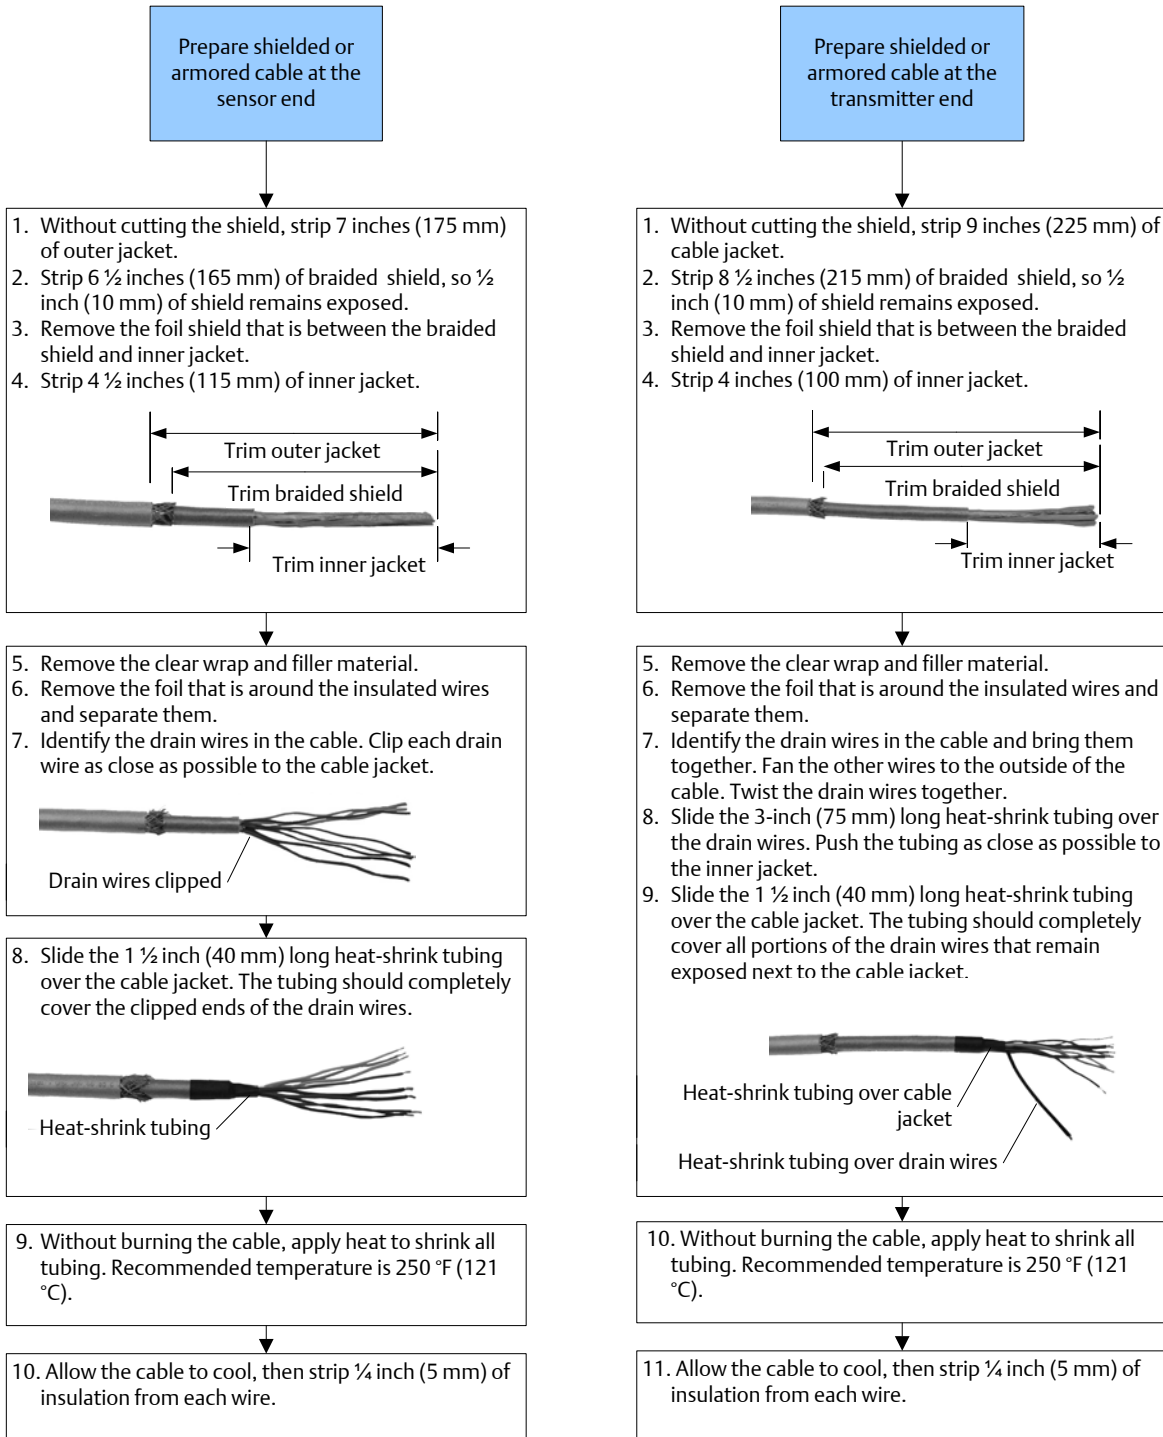 Prepare shielded or
armored cable at the
sensor end
1. Without cutting the shield, strip 7 inches (175 mm)
of outer jacket.
2. Strip 6 ½ inches (165 mm) of braided shield, so ½
inch (10 mm) of shield remains exposed.
3. Remove the foil shield that is between the braided
shield and inner jacket.
4. Strip 4 ½ inches (115 mm) of inner jacket.
Trim outer jacket
Trim braided shield
Trim inner jacket
5. Remove the clear wrap and filler material.
6. Remove the foil that is around the insulated wires
and separate them.
7. Identify the drain wires in the cable. Clip each drain
wire as close as possible to the cable jacket.
Drain wires clipped
8. Slide the 1 ½ inch (40 mm) long heat-shrink tubing
over the cable jacket. The tubing should completely
cover the clipped ends of the drain wires.
Heat-shrink tubing
9. Without burning the cable, apply heat to shrink all
tubing. Recommended temperature is 250 °F (121
°C).
10. Allow the cable to cool, then strip ¼ inch (5 mm) of
insulation from each wire.
Prepare shielded or
armored cable at the
transmitter end
1. Without cutting the shield, strip 9 inches (225 mm) of
cable jacket.
2. Strip 8 ½ inches (215 mm) of braided shield, so ½
inch (10 mm) of shield remains exposed.
3. Remove the foil shield that is between the braided
shield and inner jacket.
4. Strip 4 inches (100 mm) of inner jacket.
Trim outer jacket
Trim braided shield
Trim inner jacket
5. Remove the clear wrap and filler material.
6. Remove the foil that is around the insulated wires and
separate them.
7. Identify the drain wires in the cable and bring them
together. Fan the other wires to the outside of the
cable. Twist the drain wires together.
8. Slide the 3-inch (75 mm) long heat-shrink tubing over
the drain wires. Push the tubing as close as possible to
the inner jacket.
9. Slide the 1 ½ inch (40 mm) long heat-shrink tubing
over the cable jacket. The tubing should completely
cover all portions of the drain wires that remain
exposed next to the cable jacket.
Heat-shrink tubing over cable
jacket
Heat-shrink tubing over drain wires
10. Without burning the cable, apply heat to shrink all
tubing. Recommended temperature is 250 °F (121
°C).
11. Allow the cable to cool, then strip ¼ inch (5 mm) of
insulation from each wire.